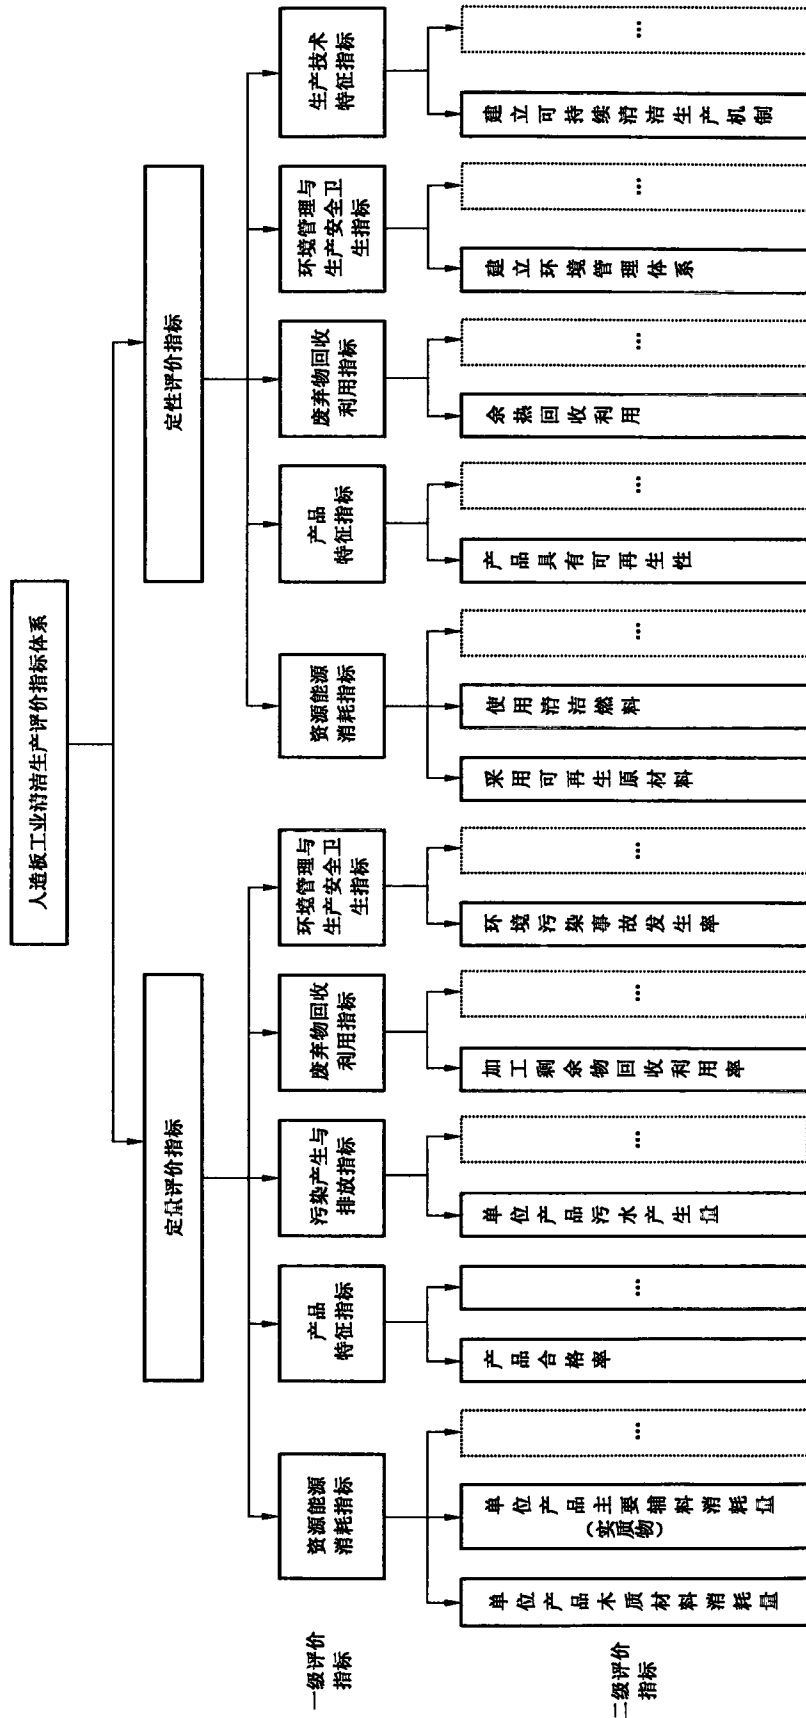 人造板工业清洁生产评价指标体系
定量评价指标
定性评价指标
一级评价
指标
资源能源
消耗指标
产品
特征指标
污染产生与
排放指标
废弃物回收
利用指标
环境管理与
生产安全卫
生指标
资源能源
消耗指标
产品
特征指标
废弃物回收
利用指标
环境管理与
生产安全卫
生指标
生产技术
特征指标
二级评价
指标
单位产品木质材料消耗量
单位产品主要辅料消耗量
(实质物)
…
产品合格率
…
单位产品污水产生量
…
加工剩余物回收利用率
…
环境污染事故发生率
…
采用可再生原材料
使用清洁燃料
…
产品具有可再生性
…
余热回收利用
…
建立环境管理体系
…
建立可持续清洁生产机制
…